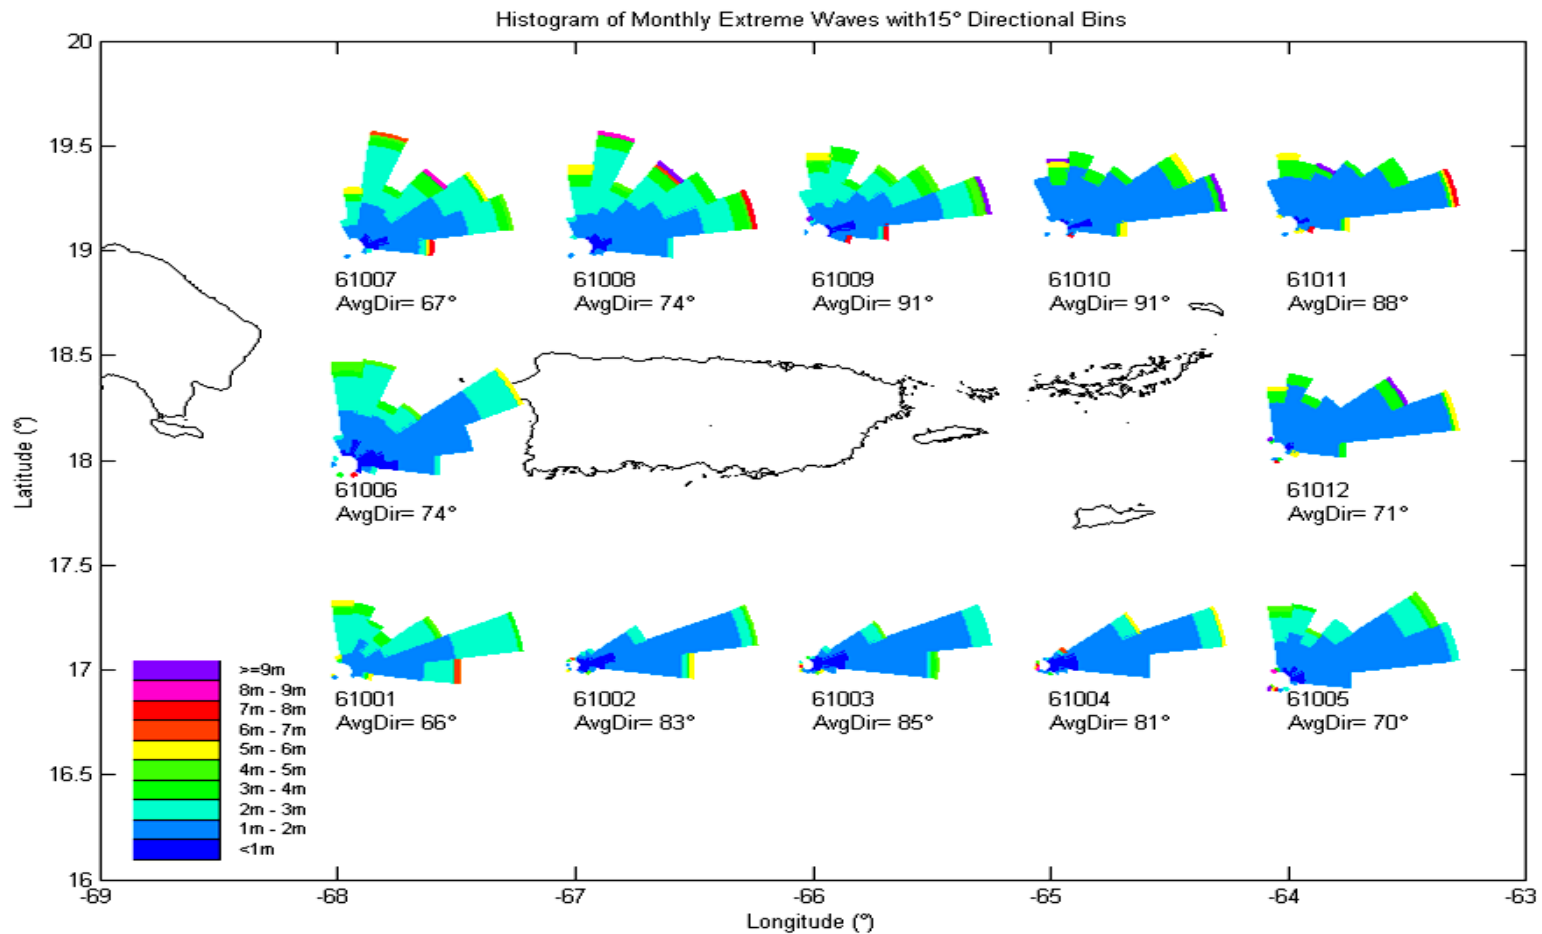 Histogram of Monthly Extreme Waves with15° Directional Bins
20
19.5
19
18.5
18
17.5
17
16.5
16
Latitude (°)
61007
AvgDir= 67°
61008
AvgDir= 74°
61009
AvgDir= 91°
61010
AvgDir= 91°
61011
AvgDir= 88°
61006
AvgDir= 74°
61012
AvgDir= 71°
61001
AvgDir= 66°
61002
AvgDir= 83°
61003
AvgDir= 85°
61004
AvgDir= 81°
61005
AvgDir= 70°
>=9m
8m - 9m
7m - 8m
6m - 7m
5m - 6m
4m - 5m
3m - 4m
2m - 3m
1m - 2m
<1m
-69
-68
-67
-66
-65
-64
-63
Longitude (°)